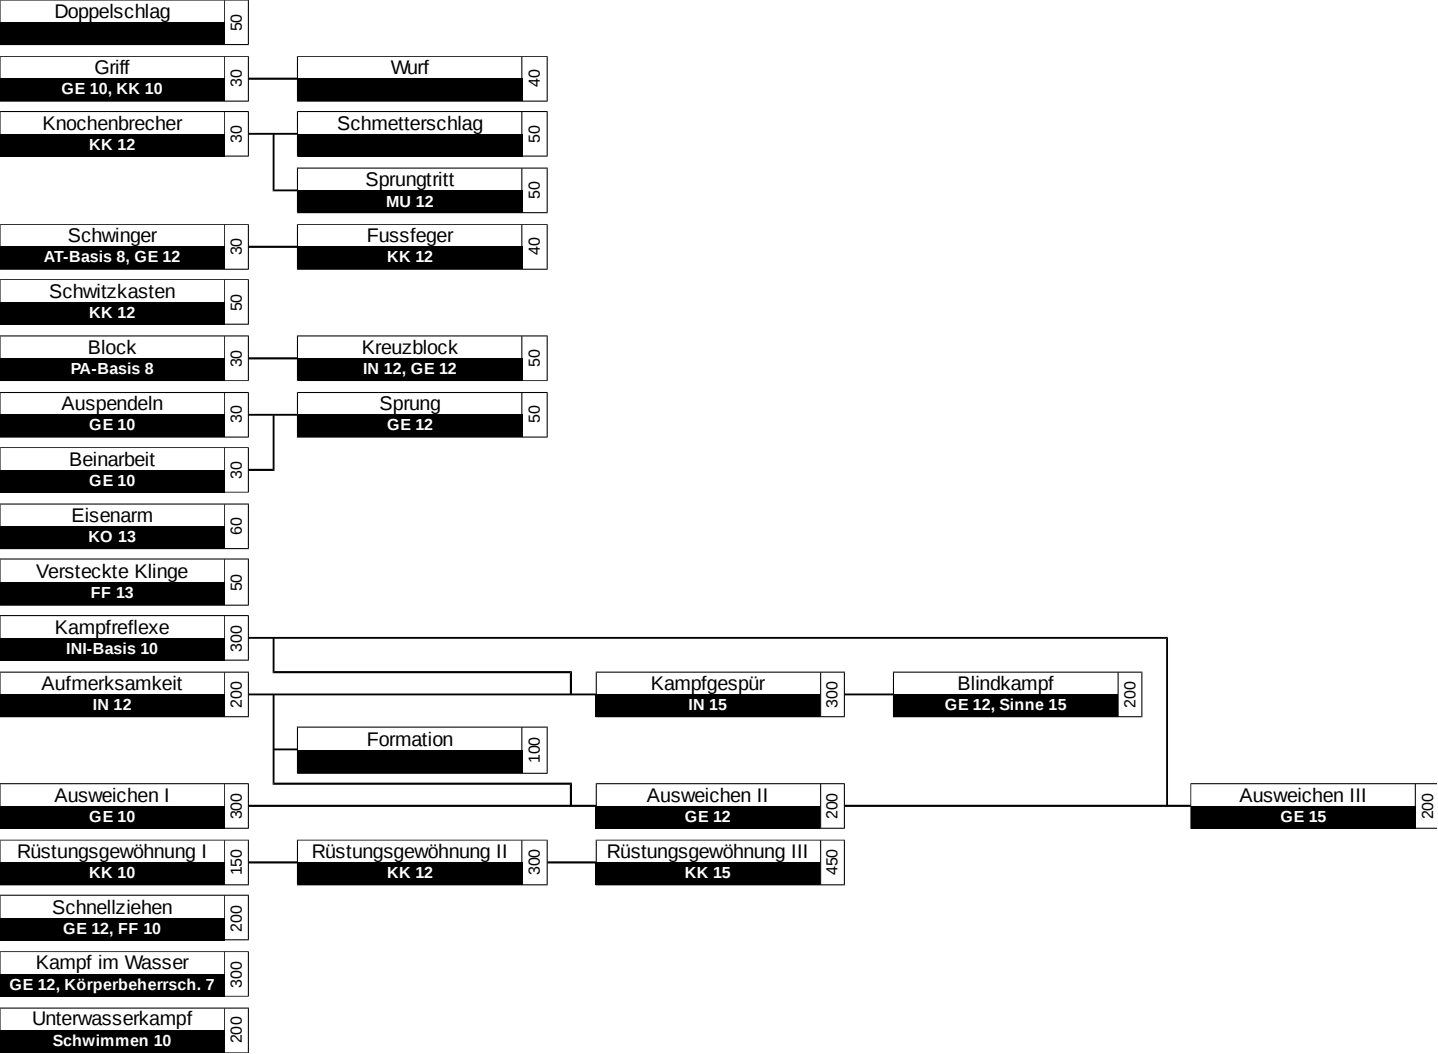 Doppelschlag
50
Griff
GE 10, KK 10
30
Wurf
40
Knochenbrecher
KK 12
30
Schmetterschlag
50
Sprungtritt
MU 12
50
Schwinger
AT-Basis 8, GE 12
30
Fussfeger
KK 12
40
Schwitzkasten
KK 12
50
Block
PA-Basis 8
30
Kreuzblock
IN 12, GE 12
50
Auspendeln
GE 10
30
Sprung
GE 12
50
Beinarbeit
GE 10
30
Eisenarm
KO 13
60
Versteckte Klinge
FF 13
50
Kampfreflexe
INI-Basis 10
300
Aufmerksamkeit
IN 12
200
Kampfgespür
IN 15
300
Blindkampf
GE 12, Sinne 15
200
Formation
100
Ausweichen I
GE 10
300
Ausweichen II
GE 12
200
Ausweichen III
GE 15
200
Rüstungsgewöhnung I
KK 10
150
Rüstungsgewöhnung II
KK 12
300
Rüstungsgewöhnung III
KK 15
450
Schnellziehen
GE 12, FF 10
200
Kampf im Wasser
GE 12, Körperbeherrsch. 7
300
Unterwasserkampf
Schwimmen 10
200